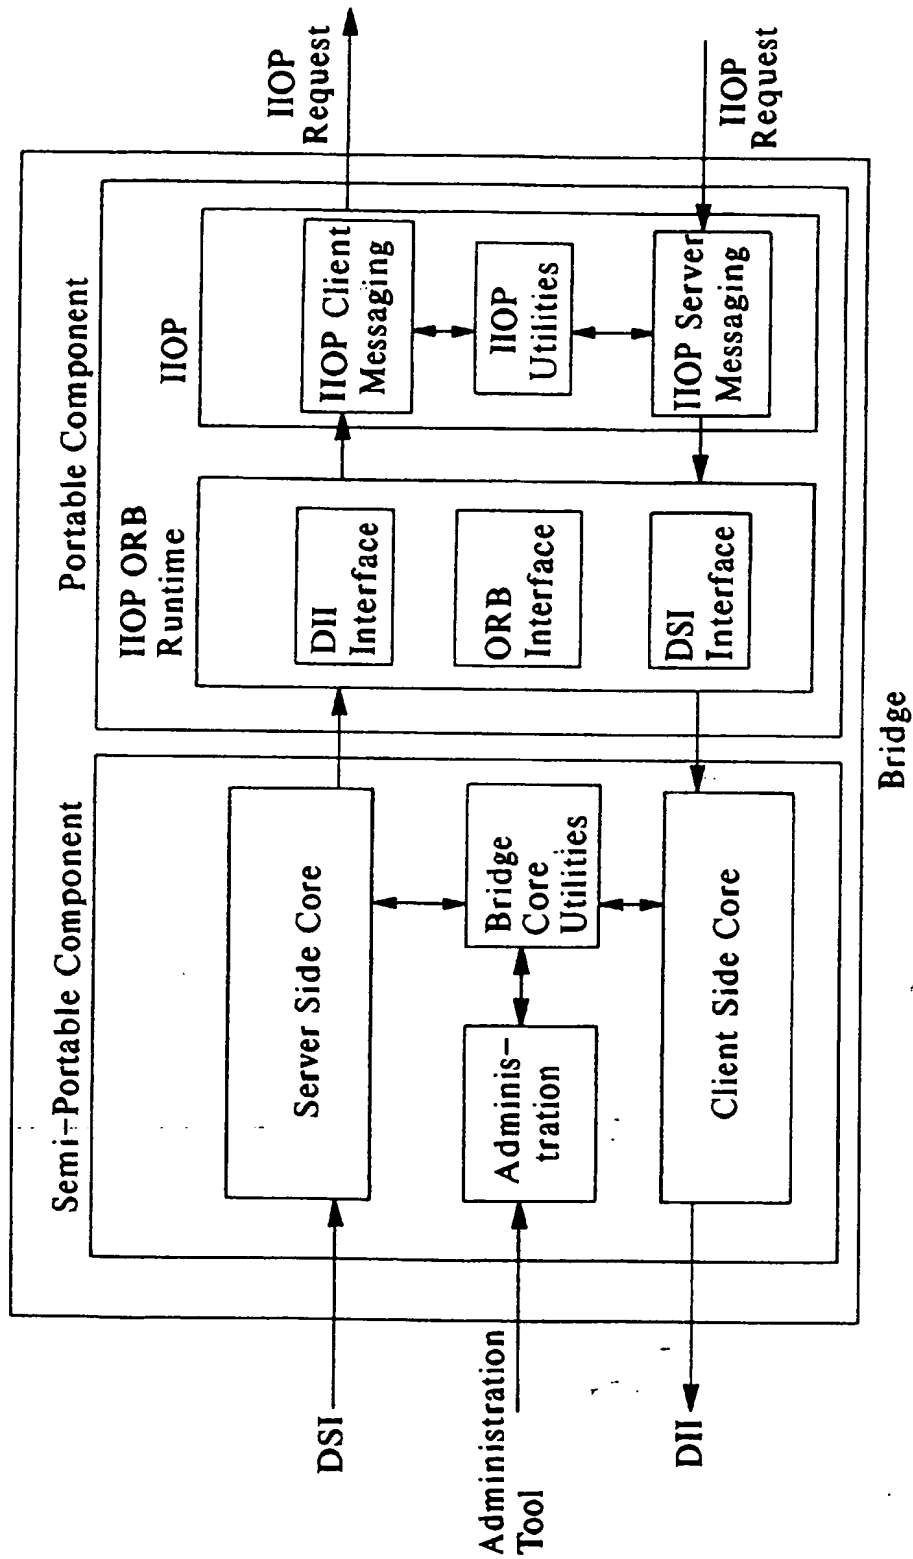 Semi-Portable Component
Portable Component
IIOP ORB
Runtime
IIOP
DSI
Server Side Core
DII
Interface
IIOP Client
Messaging
IIOP
Request
Administration
Tool
Adminis-
tration
Bridge
Core
Utilities
ORB
Interface
IIOP
Utilities
DII
Client Side Core
DSI
Interface
IIOP Server
Messaging
IIOP
Request
Bridge